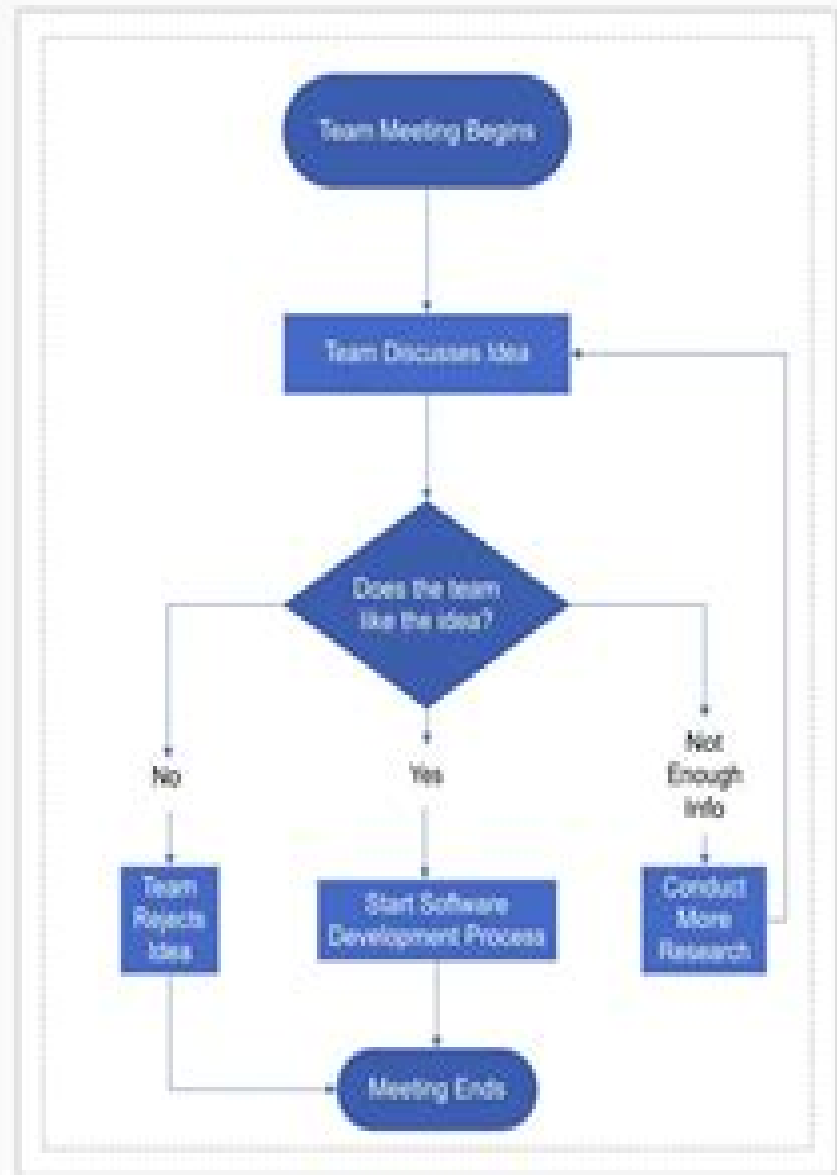 Team Meeting Begins
Team Discusses Idea
Does the team
like the idea?
No
Yes
Not
Enough
Info
Team
Rejects
Idea
Start Software
Development Process
Conduct
More
Research
Meeting Ends